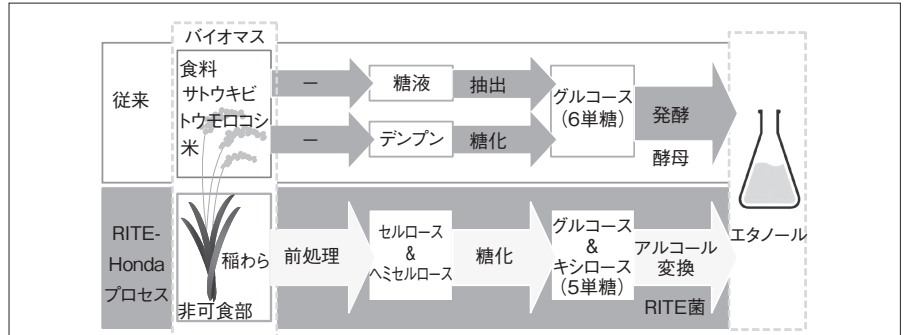 バイオマス
従来
食料
サトウキビ
トウモロコシ
米
－
糖液
抽出
－
デンプン
糖化
グルコース
（6単糖）
発酵
酵母
エタノール
RITE-
Honda
プロセス
稲わら
非可食部
前処理
セルロース
&
ヘミセルロース
糖化
グルコース
&
キシロース
（5単糖）
アルコール
変換
RITE菌